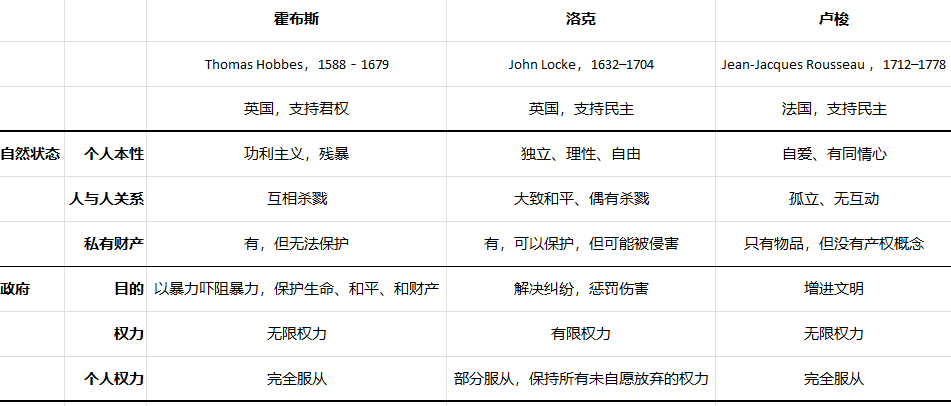 霍布斯 洛克 卢梭
Thomas Hobbes，1588 - 1679 John Locke，1632–1704 Jean-Jacques Rousseau ，1712–1778
英国，支持君权 英国，支持民主 法国，支持民主
自然状态 个人本性 功利主义，残暴 独立、理性、自由 自爱、有同情心
人与人关系 互相杀戮 大致和平、偶有杀戮 孤立、无互动
私有财产 有，但无法保护 有，可以保护，但可能被侵害 只有物品，但没有产权概念
政府 目的 以暴力吓阻暴力，保护生命、和平、和财产 解决纠纷，惩罚伤害 增进文明
权力 无限权力 有限权力 无限权力
个人权力 完全服从 部分服从，保持所有未自愿放弃的权力 完全服从